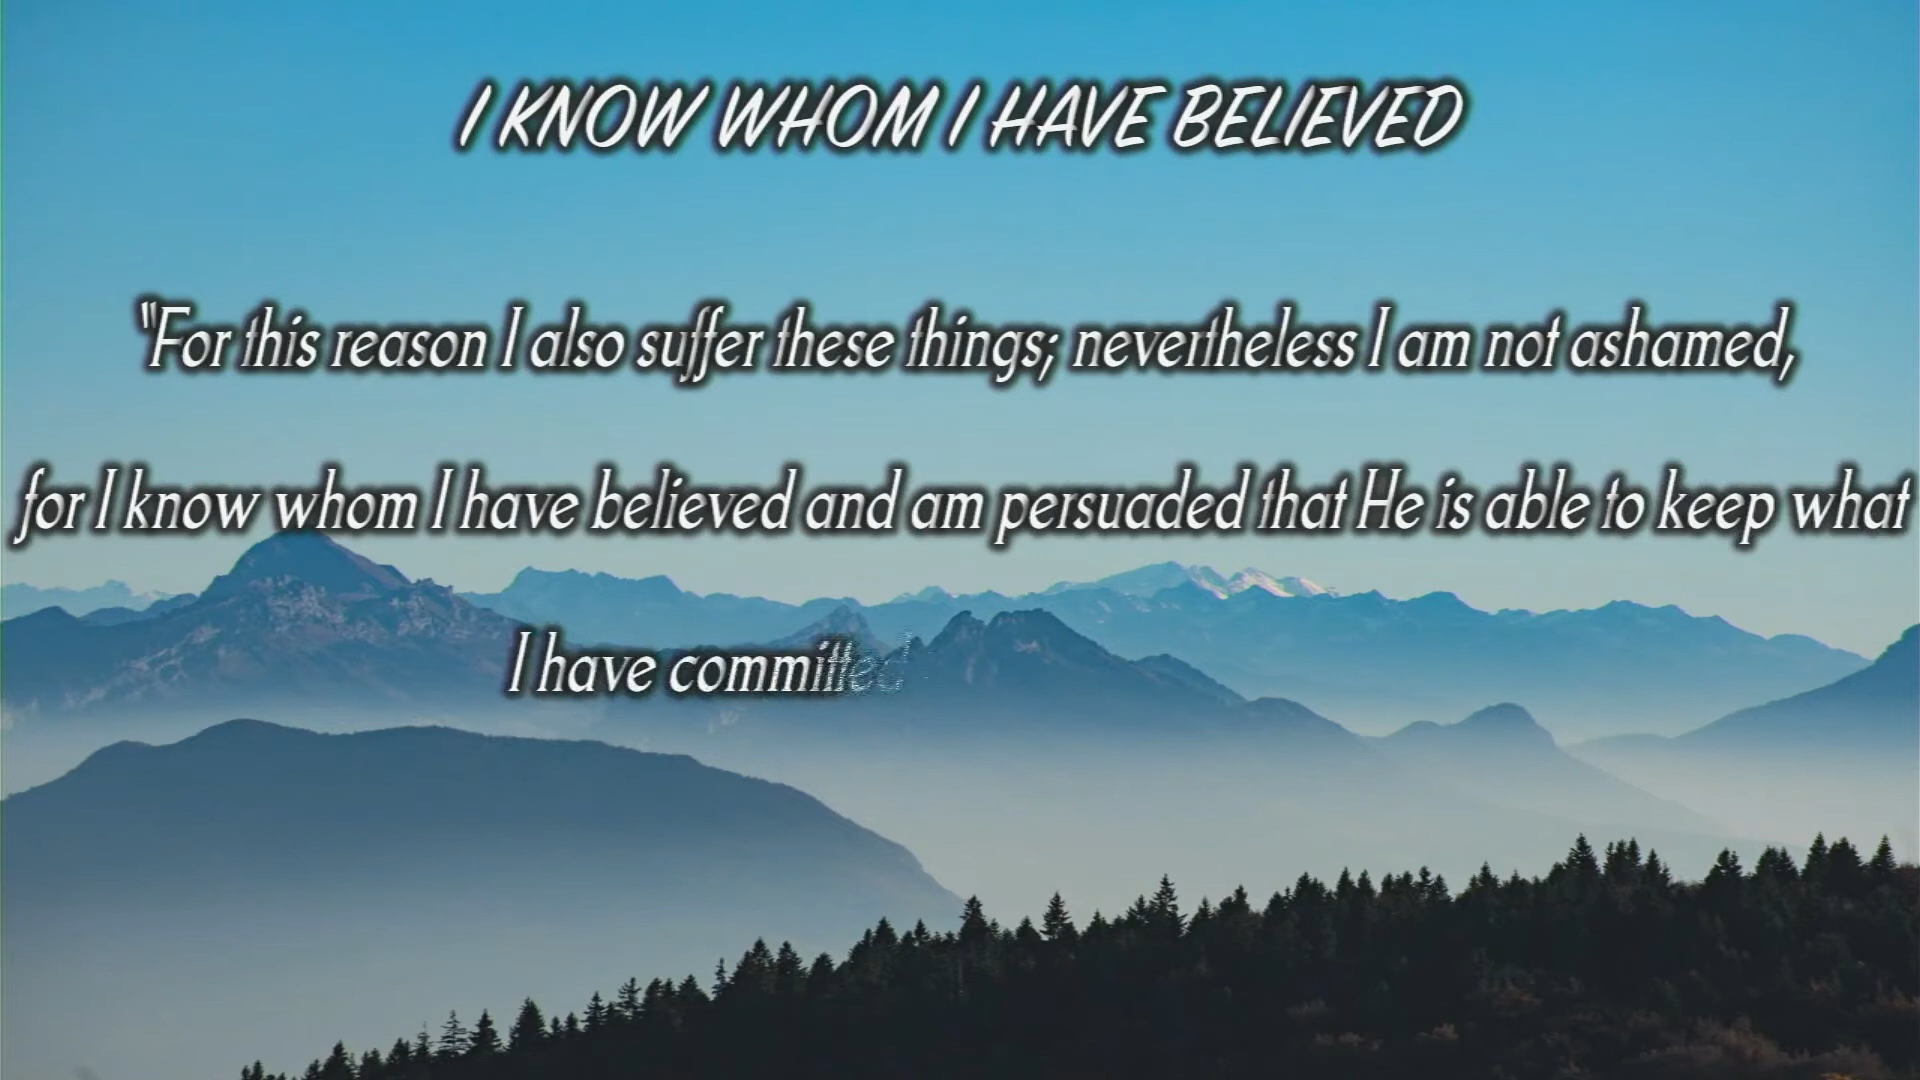 I KNOW WHOM I HAVE BELIEVED
"For this reason I also suffer these things; nevertheless I am not ashamed,
for I know whom I have believed and am persuaded that He is able to keep what
I have committed